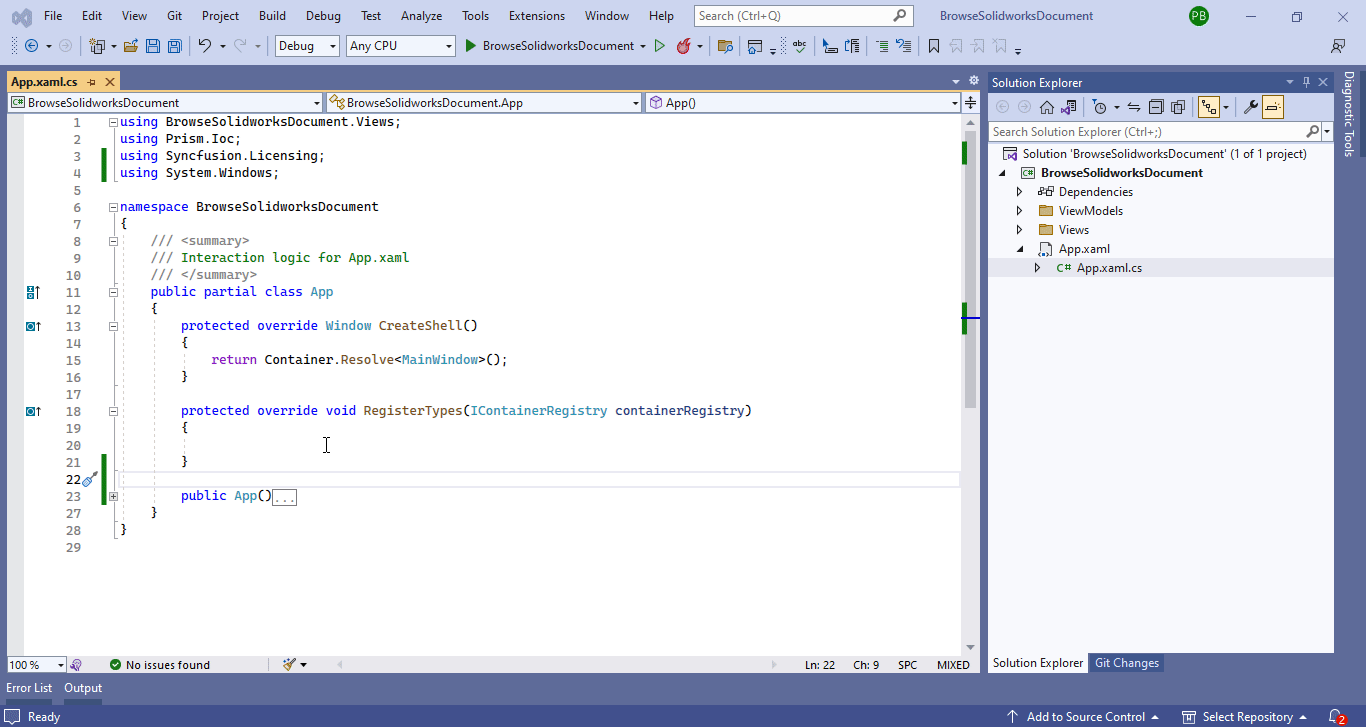 File Edit View Git Project Build Debug Test Analyze Tools Extensions Window Help Search (Ctrl+Q) BrowseSolidworksDocument PB
Debug Any CPU BrowseSolidworksDocument abc
App.xaml.cs
BrowseSolidworksDocument BrowseSolidworksDocument.App App()
1 using BrowseSolidworksDocument.Views;
2 using Prism.Ioc;
3 using Syncfusion.Licensing;
4 using System.Windows;
5
6 namespace BrowseSolidworksDocument
7 {
8 /// <summary>
9 /// Interaction logic for App.xaml
10 /// </summary>
11 public partial class App
12 {
13 protected override Window CreateShell()
14 {
15 return Container.Resolve<MainWindow>();
16 }
17
18 protected override void RegisterTypes(IContainerRegistry containerRegistry)
19 {
20
21 }
22
23 public App()...
27 }
28 }
29
100 % No issues found Ln: 22 Ch: 9 SPC MIXED
Solution Explorer
Search Solution Explorer (Ctrl+;)
Solution 'BrowseSolidworksDocument' (1 of 1 project)
C# BrowseSolidworksDocument
Dependencies
ViewModels
Views
App.xaml
C# App.xaml.cs
Solution Explorer Git Changes
Diagnostic Tools
Error List Output
Ready Add to Source Control Select Repository 2